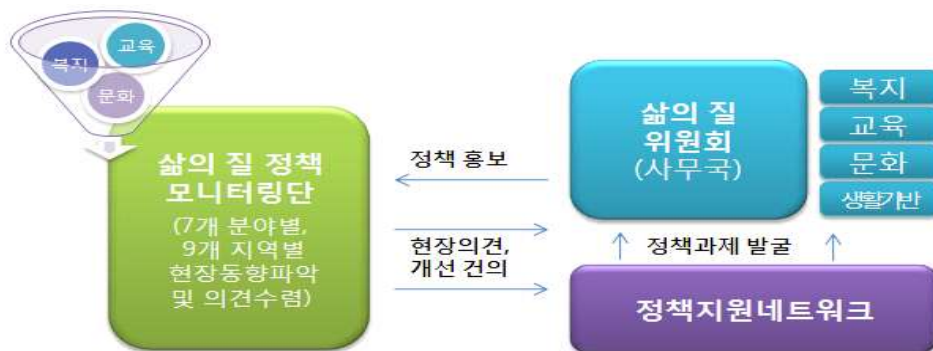 교육
복지
문화
삶의 질 정책
모니터링단
(7개 분야별,
9개 지역별
현장동향파악
및 의견수렴)
정책 홍보
현장의견,
개선 건의
삶의 질
위원회
(사무국)
복지
교육
문화
생활기반
정책과제 발굴
정책지원네트워크